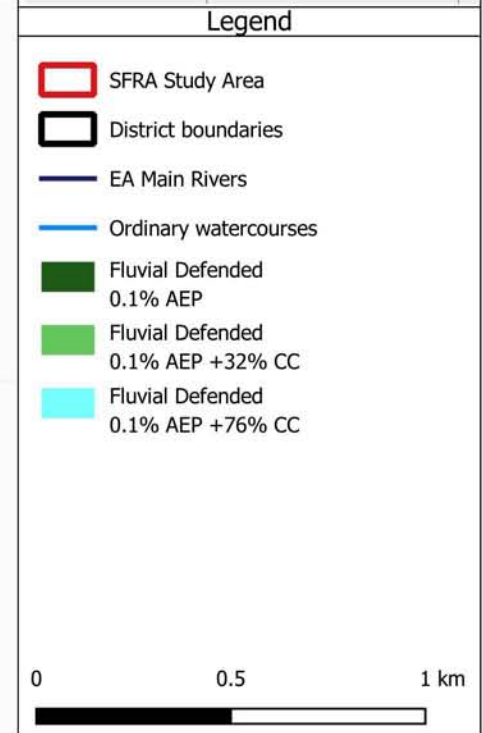 Legend
SFRA Study Area
District boundaries
EA Main Rivers
Ordinary watercourses
Fluvial Defended
0.1% AEP
Fluvial Defended
0.1% AEP +32% CC
Fluvial Defended
0.1% AEP +76% CC
0 0.5 1 km